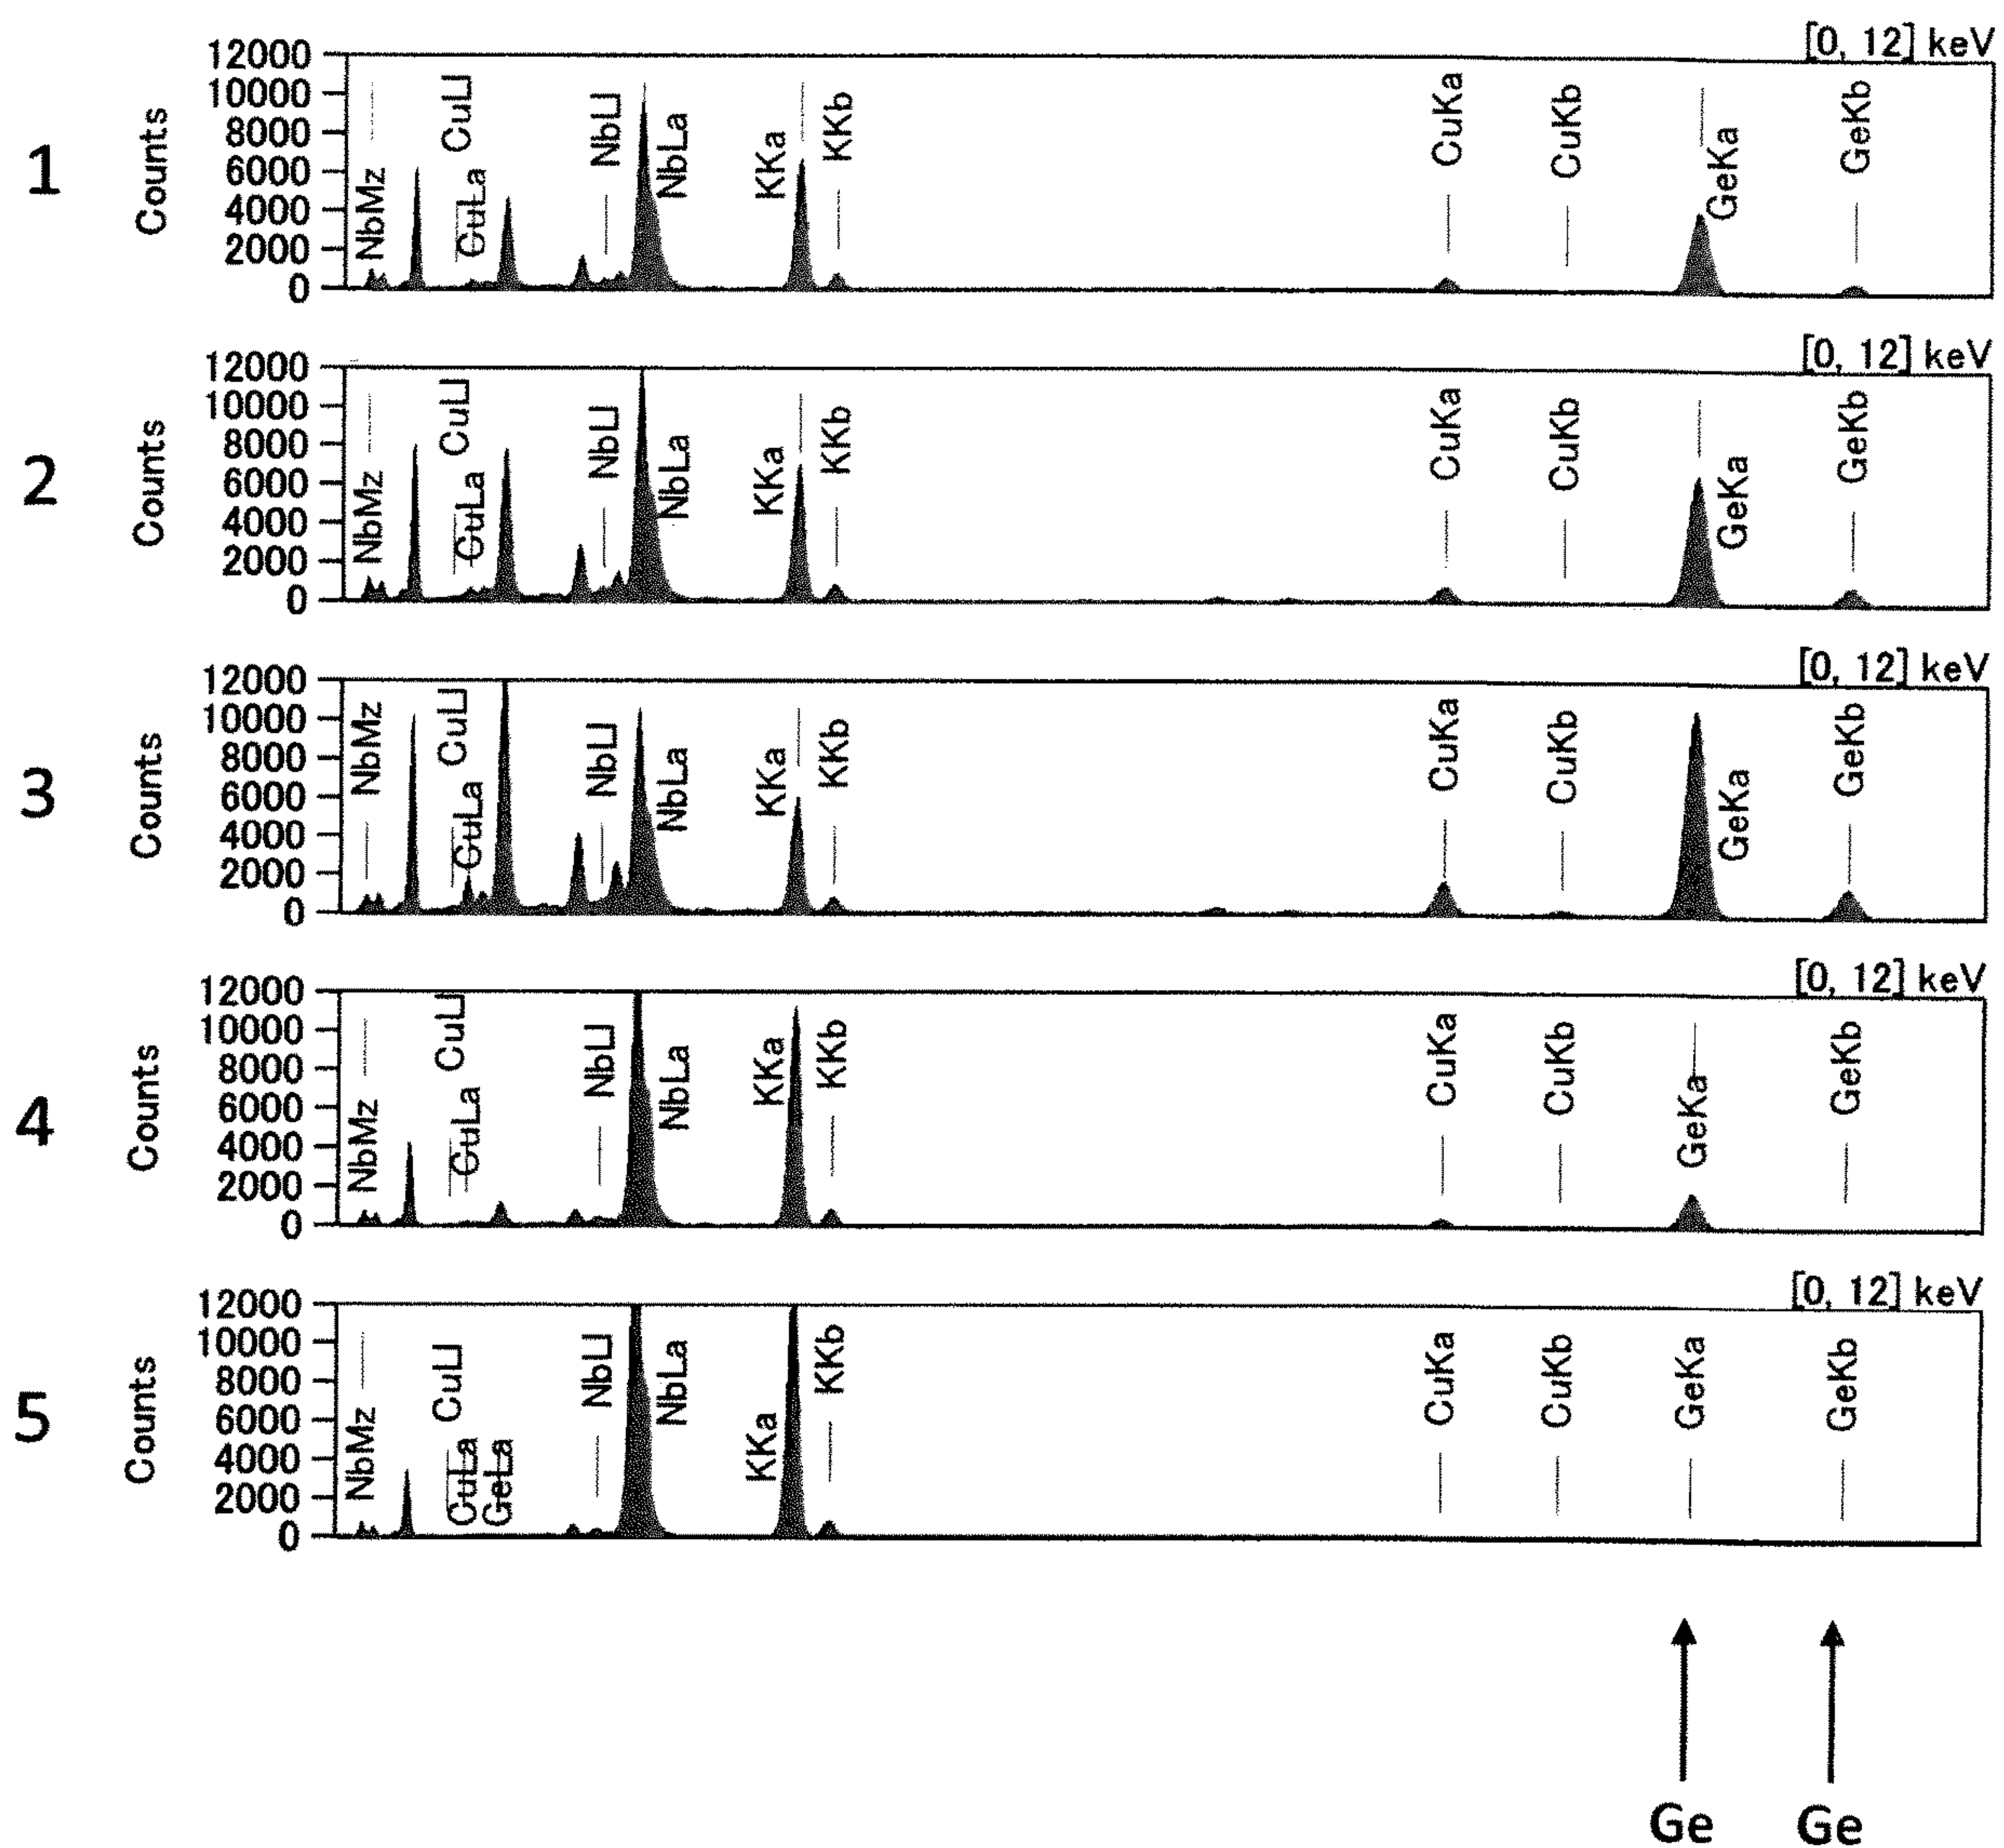 [0, 12] keV
1
Counts
12000
10000
8000
6000
4000
2000
0
NbMz
CuLl
CuLa
NbLl
NbLa
KKa
KKb
CuKa
CuKb
GeKa
GeKb
[0, 12] keV
2
Counts
12000
10000
8000
6000
4000
2000
0
NbMz
CuLl
CuLa
NbLl
NbLa
KKa
KKb
CuKa
CuKb
GeKa
GeKb
[0, 12] keV
3
Counts
12000
10000
8000
6000
4000
2000
0
NbMz
CuLl
CuLa
NbLl
NbLa
KKa
KKb
CuKa
CuKb
GeKa
GeKb
[0, 12] keV
4
Counts
12000
10000
8000
6000
4000
2000
0
NbMz
CuLl
CuLa
NbLl
NbLa
KKa
KKb
CuKa
CuKb
GeKa
GeKb
[0, 12] keV
5
Counts
12000
10000
8000
6000
4000
2000
0
NbMz
CuLl
CuLa
GeLa
NbLl
NbLa
KKa
KKb
CuKa
CuKb
GeKa
GeKb
Ge
Ge